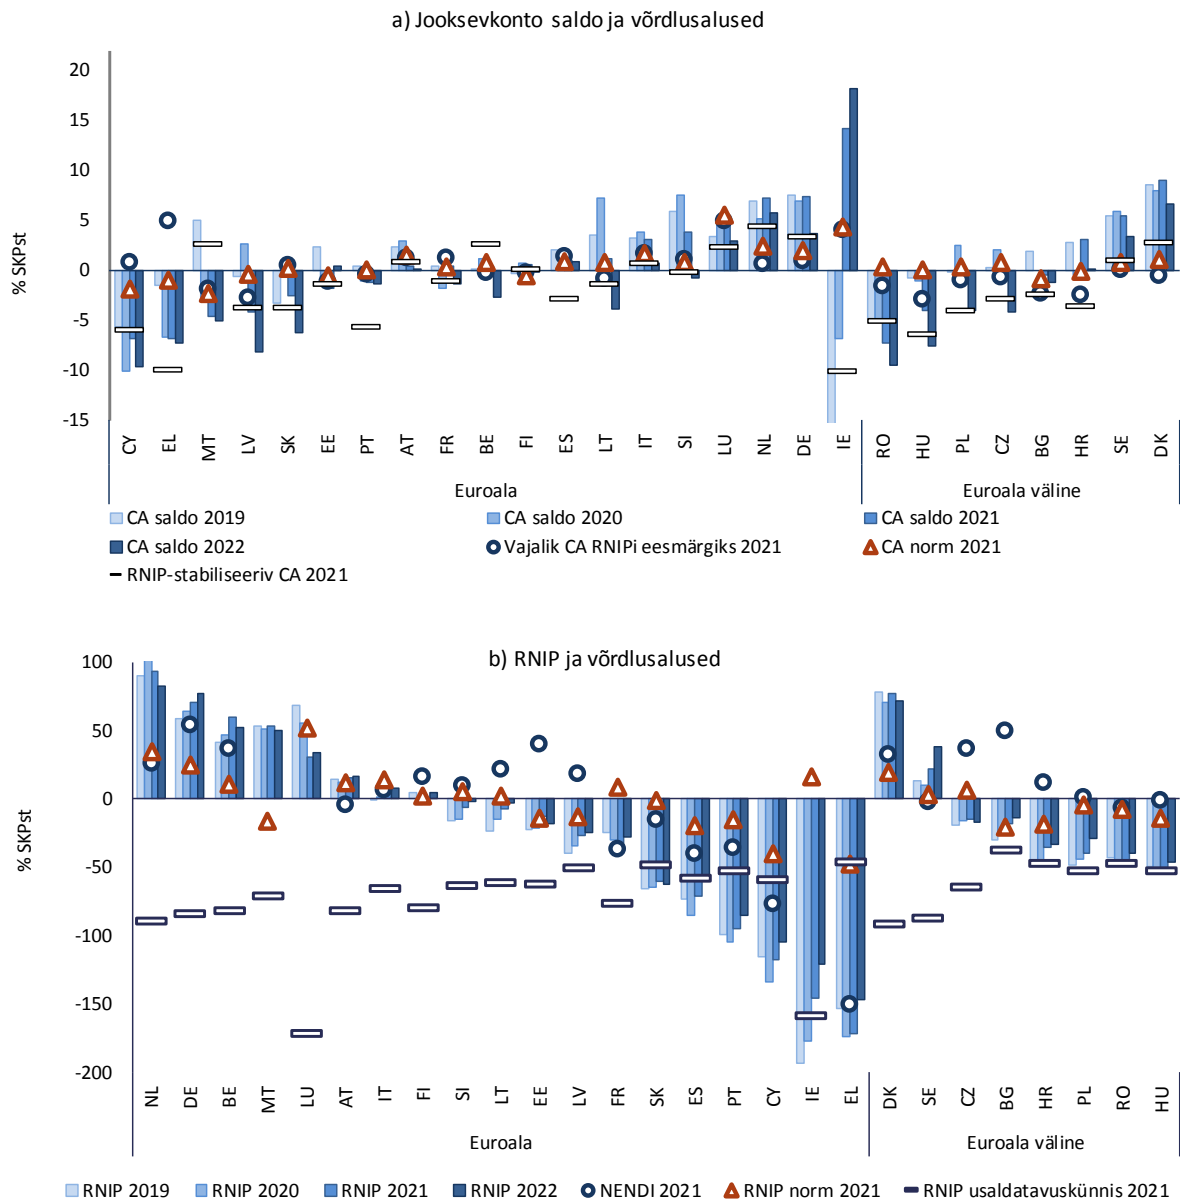 a) Jooksevkonto saldo ja võrdlusalused
% SKPst
20
15
10
5
0
-5
-10
-15
CY EL MT LV SK EE PT AT FR BE FI ES LT IT SI LU NL DE IE RO HU PL CZ BG HR SE DK
Euroala Euroala väline
CA saldo 2019 CA saldo 2020 CA saldo 2021
CA saldo 2022 Vajalik CA RNIPi eesmärgiks 2021 CA norm 2021
RNIP-stabiliseeriv CA 2021
b) RNIP ja võrdlusalused
% SKPst
100
50
0
-50
-100
-150
-200
NL DE BE MT LU AT IT FI SI LT EE LV FR SK ES PT CY IE EL DK SE CZ BG HR PL RO HU
Euroala Euroala väline
RNIP 2019 RNIP 2020 RNIP 2021 RNIP 2022 NENDI 2021 RNIP norm 2021 RNIP usaldatavuskünnis 2021